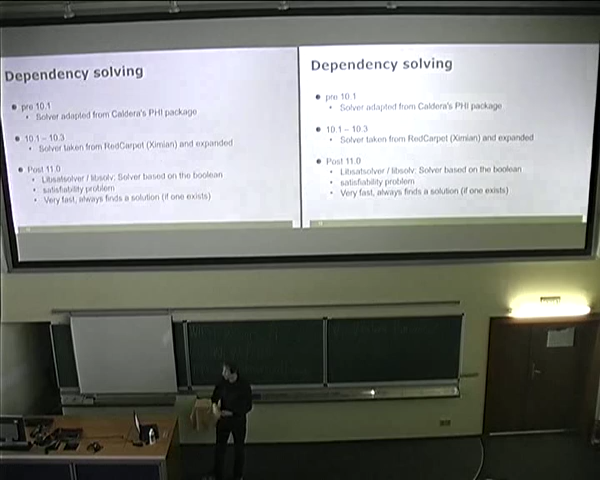 Dependency solving
pre 10.1
Solver adapted from Caldera's PHI package
10.1 – 10.3
Solver taken from RedCarpet (Ximian) and expanded
Post 11.0
Libsatsolver / libsolv: Solver based on the boolean
satisfiability problem
Very fast, always finds a solution (if one exists)
Dependency solving
pre 10.1
Solver adapted from Caldera's PHI package
10.1 – 10.3
Solver taken from RedCarpet (Ximian) and expanded
Post 11.0
Libsatsolver / libsolv: Solver based on the boolean
satisfiability problem
Very fast, always finds a solution (if one exists)